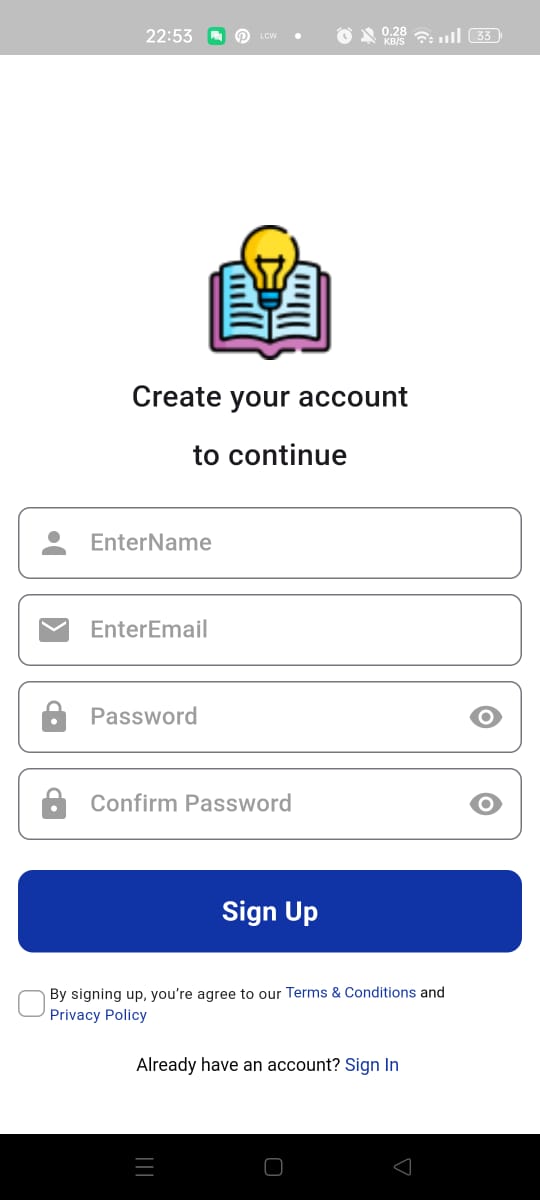 22:53 LCW 0.28 KB/S 33
Create your account
to continue
EnterName
EnterEmail
Password
Confirm Password
Sign Up
By signing up, you're agree to our Terms & Conditions and
Privacy Policy
Already have an account? Sign In